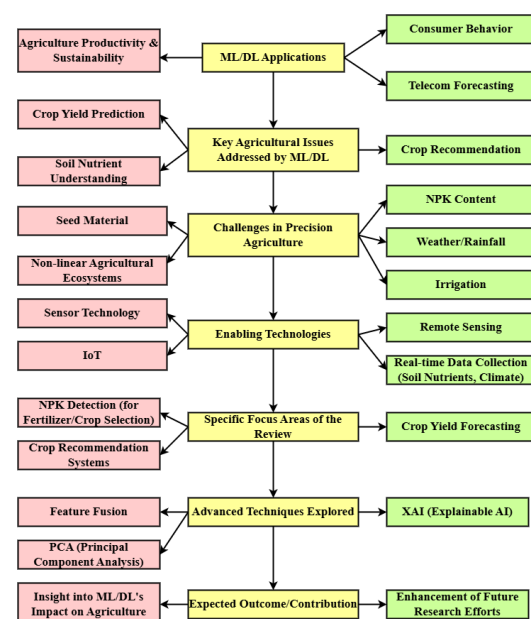 Consumer Behavior
Agriculture Productivity &
Sustainability
ML/DL Applications
Telecom Forecasting
Crop Yield Prediction
Key Agricultural Issues
Addressed by ML/DL
Crop Recommendation
Soil Nutrient
Understanding
NPK Content
Seed Material
Challenges in Precision
Agriculture
Weather/Rainfall
Non-linear Agricultural
Ecosystems
Irrigation
Sensor Technology
Enabling Technologies
Remote Sensing
IoT
Real-time Data Collection
(Soil Nutrients, Climate)
NPK Detection (for
Fertilizer/Crop Selection)
Specific Focus Areas of the
Review
Crop Yield Forecasting
Crop Recommendation
Systems
Feature Fusion
Advanced Techniques Explored
XAI (Explainable AI)
PCA (Principal
Component Analysis)
Insight into ML/DL's
Impact on Agriculture
Expected Outcome/Contribution
Enhancement of Future
Research Efforts